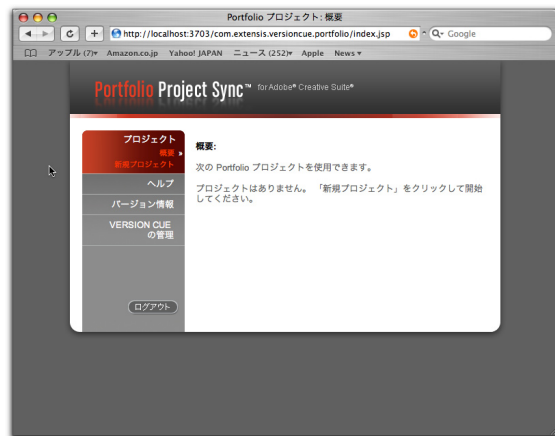 Portfolio プロジェクト: 概要
http://localhost:3703/com.extensis.versioncue.portfolio/index.jsp
Google
アップル (7)▾ Amazon.co.jp Yahoo! JAPAN ニュース (252)▾ Apple News ▾
Portfolio Project Sync™ for Adobe® Creative Suite®
プロジェクト
概要
新規プロジェクト
ヘルプ
バージョン情報
VERSION CUE
の管理
ログアウト
概要:
次の Portfolio プロジェクトを使用できます。
プロジェクトはありません。 「新規プロジェクト」をクリックして開始
してください。